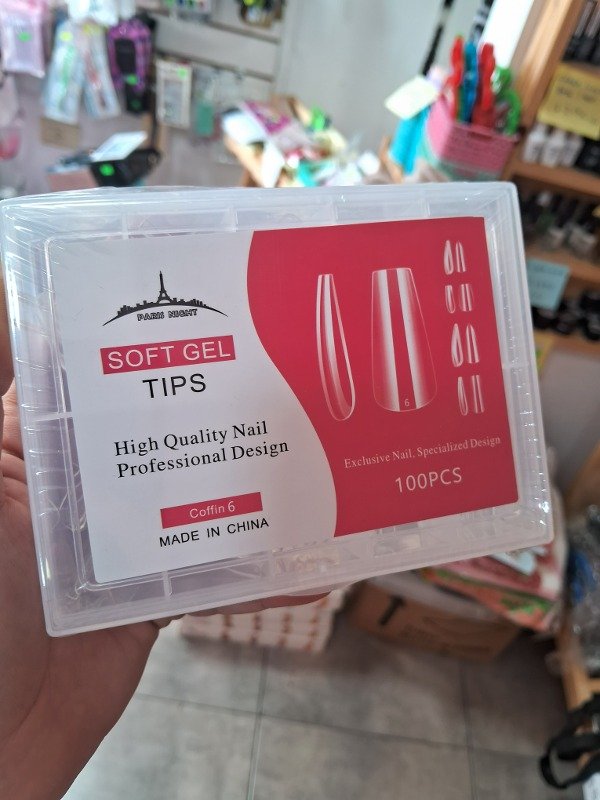 PARIS NIGHT
SOFT GEL
TIPS
High Quality Nail
Professional Design
Coffin 6
MADE IN CHINA
6
Exclusive Nail. Specialized Design
100PCS